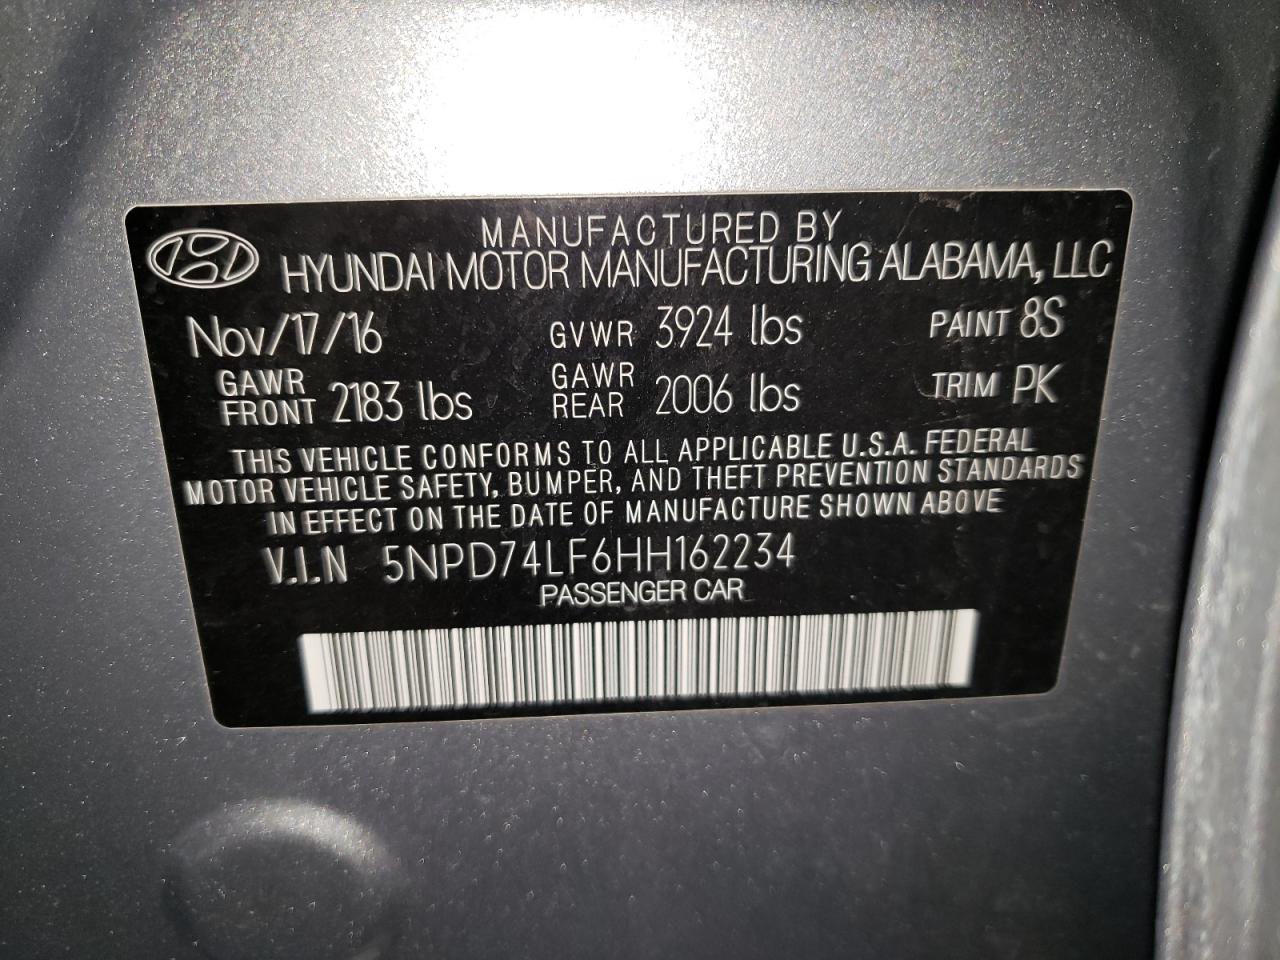 MANUFACTURED BY
HYUNDAI MOTOR MANUFACTURING ALABAMA, LLC
Nov/17/16 GVWR 3924 lbs PAINT 8S
GAWR FRONT 2183 lbs GAWR REAR 2006 lbs TRIM PK
THIS VEHICLE CONFORMS TO ALL APPLICABLE U.S.A. FEDERAL
MOTOR VEHICLE SAFETY, BUMPER, AND THEFT PREVENTION STANDARDS
IN EFFECT ON THE DATE OF MANUFACTURE SHOWN ABOVE
V.I.N 5NPD74LF6HH162234
PASSENGER CAR